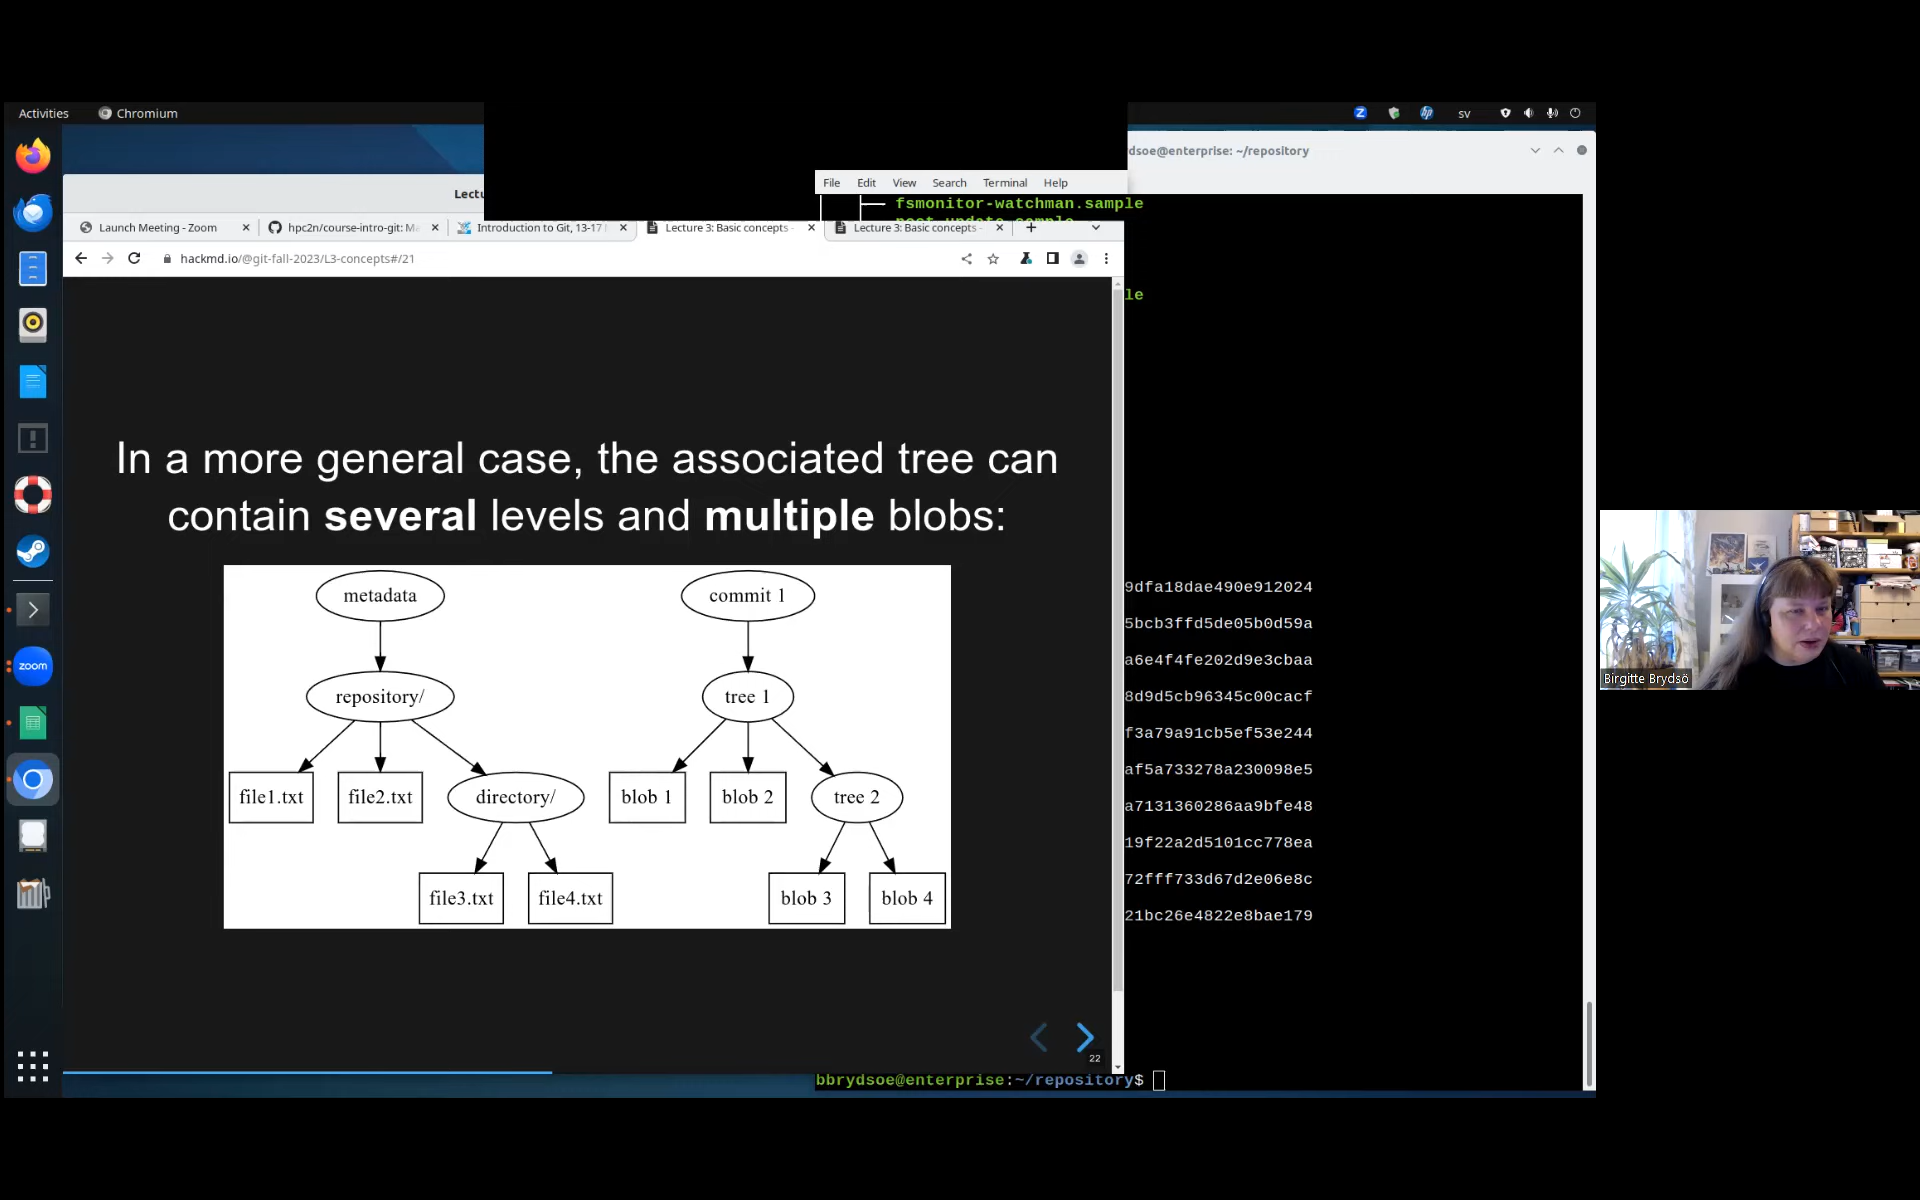 Activities
Chromium
sv
Lectu
dsoe@enterprise: ~/repository
File Edit View Search Terminal Help
fsmonitor-watchman.sample
Launch Meeting - Zoom
hpc2n/course-intro-git: M
Introduction to Git, 13-17
Lecture 3: Basic concepts -
Lecture 3: Basic concepts -
hackmd.io/@git-fall-2023/L3-concepts#/21
le
In a more general case, the associated tree can
contain several levels and multiple blobs:
metadata
repository/
file1.txt
file2.txt
directory/
file3.txt
file4.txt
commit 1
tree 1
blob 1
blob 2
tree 2
blob 3
blob 4
22
9dfa18dae490e912024
5bcb3ffd5de05b0d59a
a6e4f4fe202d9e3cbaa
8d9d5cb96345c00cacf
f3a79a91cb5ef53e244
af5a733278a230098e5
a7131360286aa9bfe48
19f22a2d5101cc778ea
72fff733d67d2e06e8c
21bc26e4822e8bae179
bbrydsoe@enterprise:~/repository$
zoom
Birgitte Brydsö